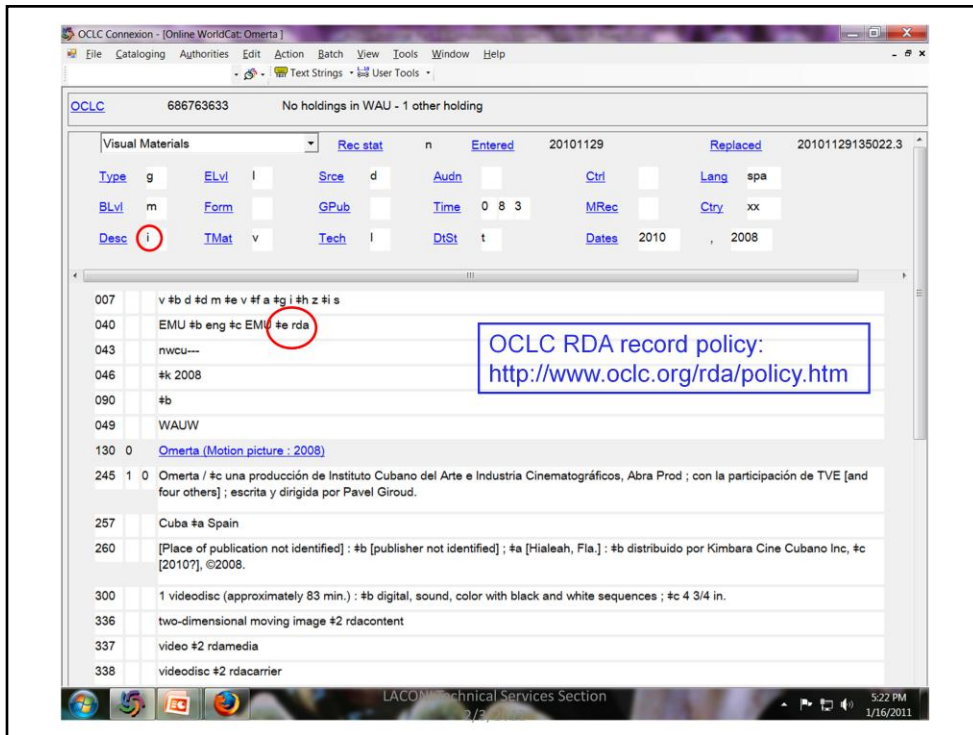 OCLC Connexion - [Online WorldCat: Omerta ]
File Cataloging Authorities Edit Action Batch View Tools Window Help
Text Strings User Tools
OCLC 686763633 No holdings in WAU - 1 other holding
Visual Materials Rec stat n Entered 20101129 Replaced 20101129135022.3
Type g ELvl I Srce d Audn Ctrl Lang spa
BLvl m Form GPub Time 0 8 3 MRec Ctry xx
Desc i TMat v Tech l DtSt t Dates 2010 , 2008
007 v ‡b d ‡d m ‡e v ‡f a ‡g i ‡h z ‡i s
040 EMU ‡b eng ‡c EMU ‡e rda
043 nwcu---
OCLC RDA record policy:
http://www.oclc.org/rda/policy.htm
046 ‡k 2008
090 ‡b
049 WAUW
130 0 Omerta (Motion picture : 2008)
245 1 0 Omerta / ‡c una producción de Instituto Cubano del Arte e Industria Cinematográficos, Abra Prod ; con la participación de TVE [and
four others] ; escrita y dirigida por Pavel Giroud.
257 Cuba ‡a Spain
260 [Place of publication not identified] : ‡b [publisher not identified] ; ‡a [Hialeah, Fla.] : ‡b distribuido por Kimbara Cine Cubano Inc, ‡c
[2010?], ©2008.
300 1 videodisc (approximately 83 min.) : ‡b digital, sound, color with black and white sequences ; ‡c 4 3/4 in.
336 two-dimensional moving image ‡2 rdacontent
337 video ‡2 rdamedia
338 videodisc ‡2 rdacarrier
Technical Services Section
5:22 PM
1/16/2011